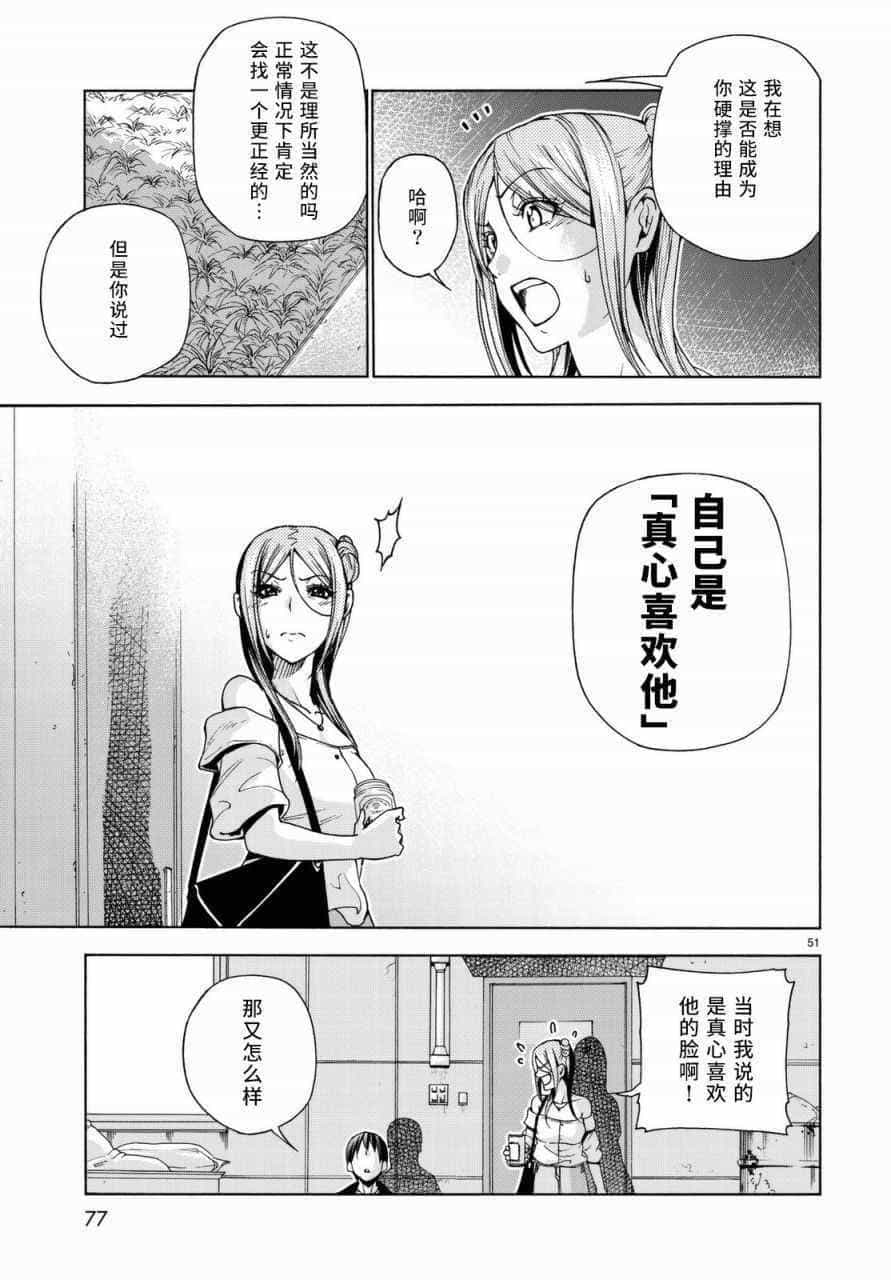 我在想
这是否能成为
你硬撑的理由
哈啊？
这不是理所当然的吗
正常情况下肯定
会找一个更正经的…
但是你说过
自己是
「真心喜欢他」
51
当时我说的
是真心喜欢
他的脸啊！
那又怎么样
77